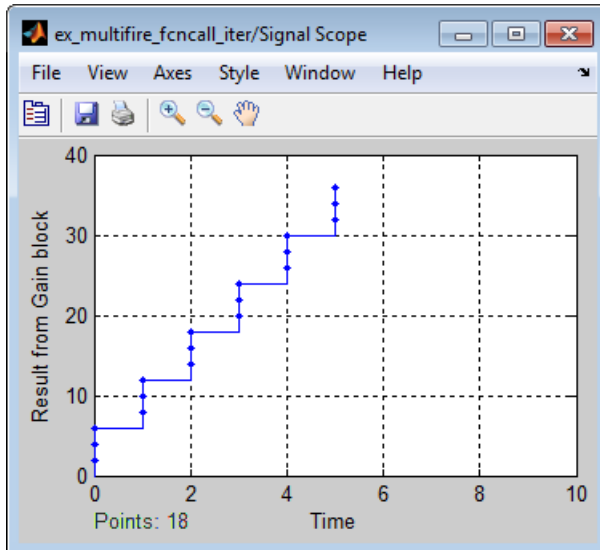 ex_multifire_fcncall_iter/Signal Scope
File View Axes Style Window Help
40
30
20
10
0
Result from Gain block
0 2 4 6 8 10
Points: 18 Time